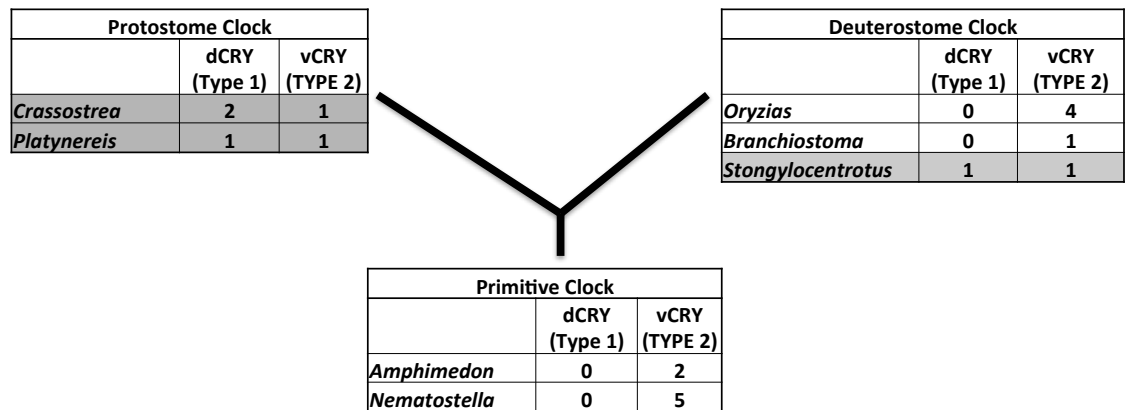 Protostome Clock
dCRY (Type 1) vCRY (TYPE 2)
Crassostrea 2 1
Platynereis 1 1
Deuterostome Clock
dCRY (Type 1) vCRY (TYPE 2)
Oryzias 0 4
Branchiostoma 0 1
Stongylocentrotus 1 1
Primitive Clock
dCRY (Type 1) vCRY (TYPE 2)
Amphimedon 0 2
Nematostella 0 5